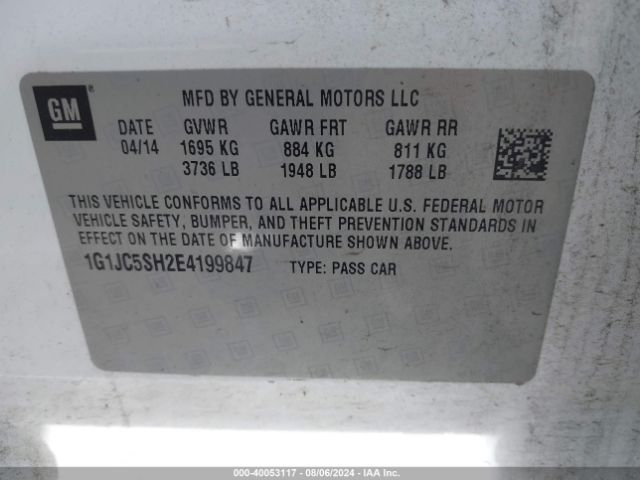 GM
MFD BY GENERAL MOTORS LLC
DATE GVWR GAWR FRT GAWR RR
04/14 1695 KG 884 KG 811 KG
3736 LB 1948 LB 1788 LB
THIS VEHICLE CONFORMS TO ALL APPLICABLE U.S. FEDERAL MOTOR
VEHICLE SAFETY, BUMPER, AND THEFT PREVENTION STANDARDS
IN EFFECT ON THE DATE OF MANUFACTURE SHOWN ABOVE.
1G1JC5SH2E4199847 TYPE: PASS CAR
000-40053117 - 08/06/2024 - IAA Inc.